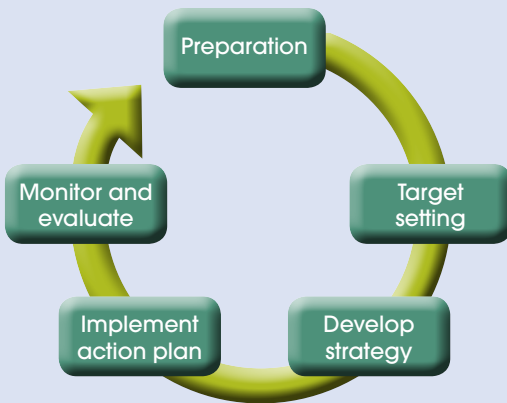 Preparation
Target
setting
Develop
strategy
Implement
action plan
Monitor and
evaluate